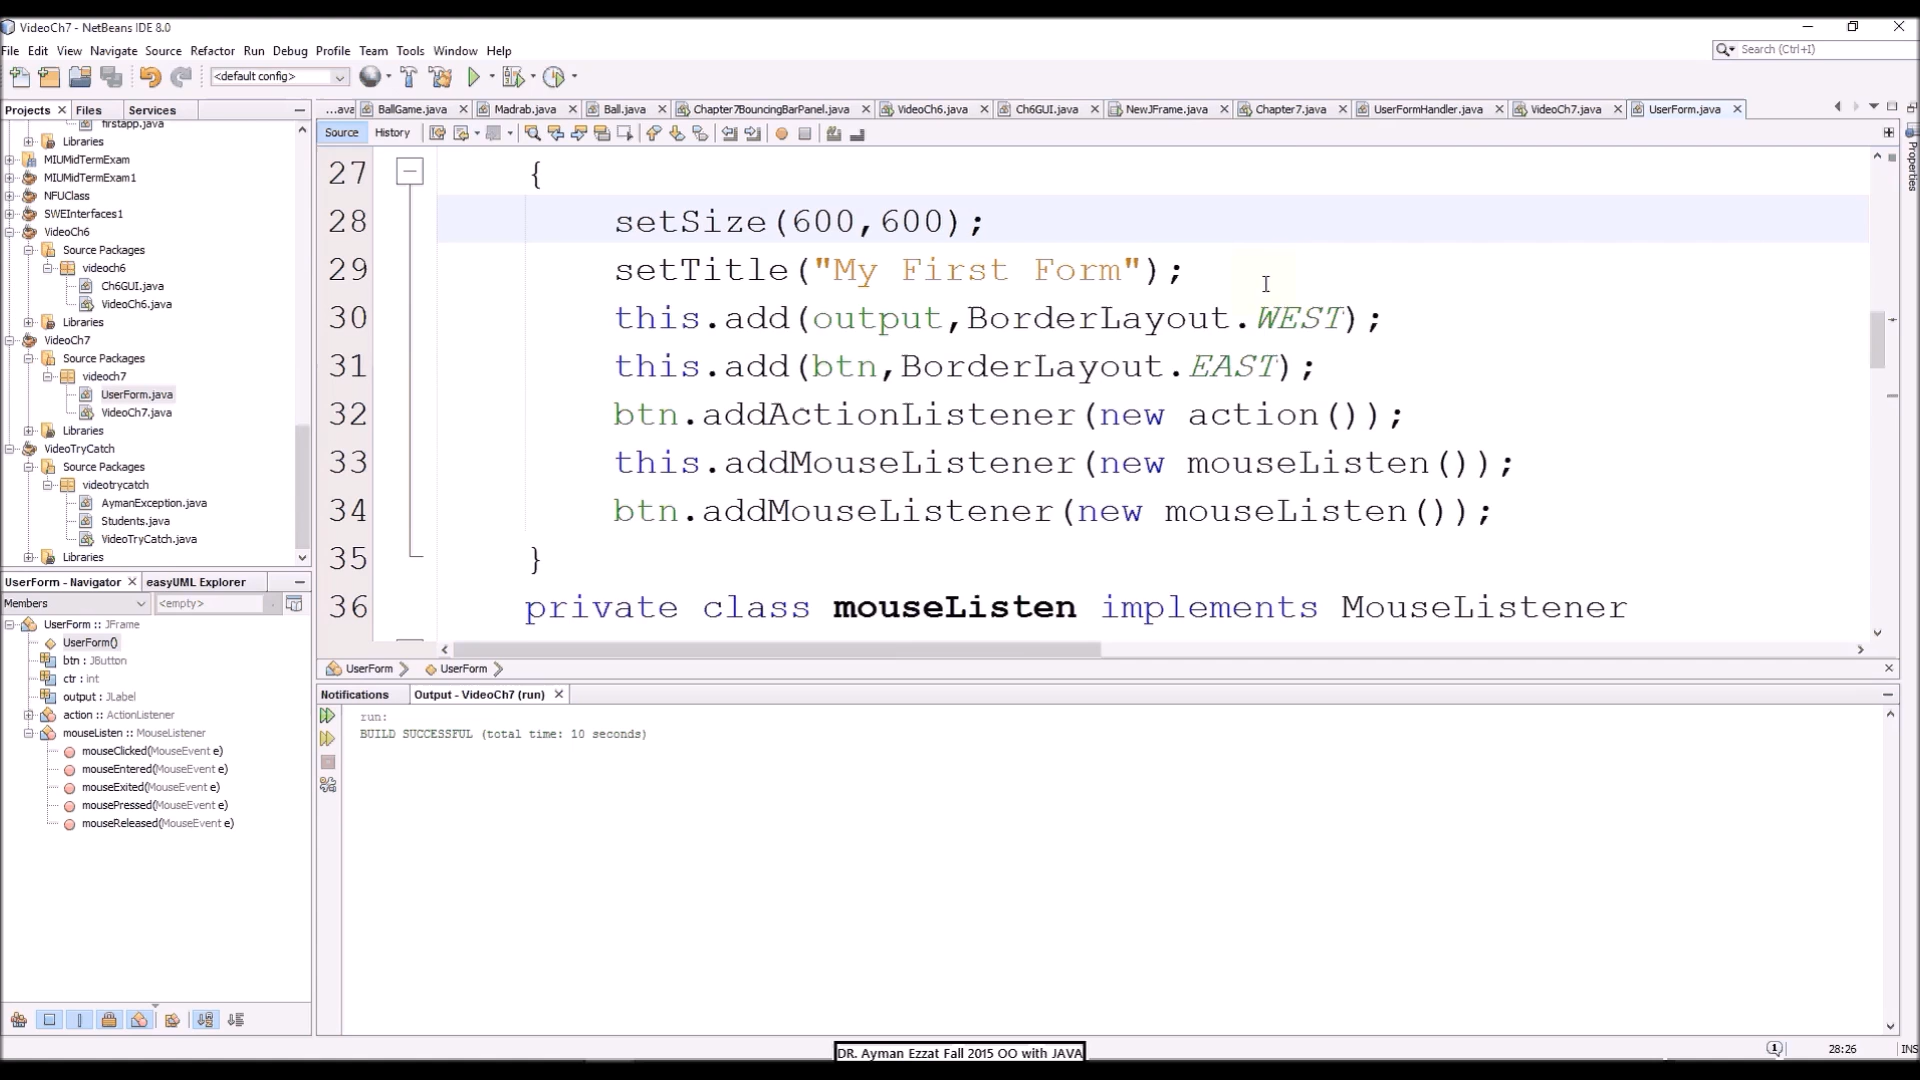 VideoCh7 - NetBeans IDE 8.0
File Edit View Navigate Source Refactor Run Debug Profile Team Tools Window Help
Search (Ctrl+I)
<default config>
Projects Files Services
...ava BallGame.java Madrab.java Ball.java Chapter7BouncingBarPanel.java VideoCh6.java Ch6GUI.java NewJFrame.java Chapter7.java UserFormHandler.java VideoCh7.java UserForm.java
Source History
Properties
firstapp.java
Libraries
MIUMidTermExam
MIUMidTermExam1
NFUClass
SWEInterfaces1
VideoCh6
Source Packages
videoch6
Ch6GUI.java
VideoCh6.java
Libraries
VideoCh7
Source Packages
videoch7
UserForm.java
VideoCh7.java
Libraries
VideoTryCatch
Source Packages
videotrycatch
AymanException.java
Students.java
VideoTryCatch.java
Libraries
27 {
28 setSize(600,600);
29 setTitle("My First Form");
30 this.add(output,BorderLayout.WEST);
31 this.add(btn,BorderLayout.EAST);
32 btn.addActionListener(new action());
33 this.addMouseListener(new mouseListen());
34 btn.addMouseListener(new mouseListen());
35 }
36 private class mouseListen implements MouseListener
UserForm UserForm
UserForm - Navigator easyUML Explorer
Members <empty>
UserForm :: JFrame
UserForm()
btn : JButton
ctr : int
output : JLabel
action :: ActionListener
mouseListen :: MouseListener
mouseClicked(MouseEvent e)
mouseEntered(MouseEvent e)
mouseExited(MouseEvent e)
mousePressed(MouseEvent e)
mouseReleased(MouseEvent e)
Notifications Output - VideoCh7 (run)
run:
BUILD SUCCESSFUL (total time: 10 seconds)
DR. Ayman Ezzat Fall 2015 OO with JAVA
1 28:26 INS